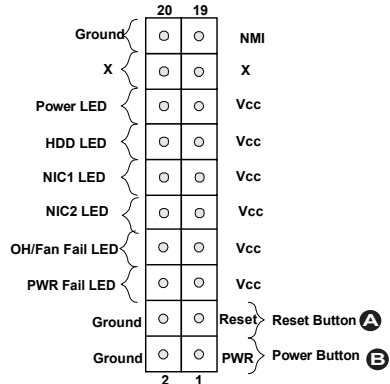 20 19
Ground NMI
X X
Power LED Vcc
HDD LED Vcc
NIC1 LED Vcc
NIC2 LED Vcc
OH/Fan Fail LED Vcc
PWR Fail LED Vcc
Ground Reset Reset Button A
Ground PWR Power Button B
2 1